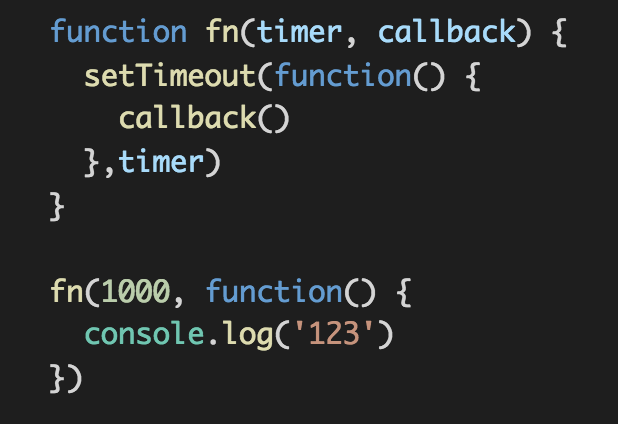 function fn(timer, callback) {
  setTimeout(function() {
    callback()
  },timer)
}

fn(1000, function() {
  console.log('123')
})